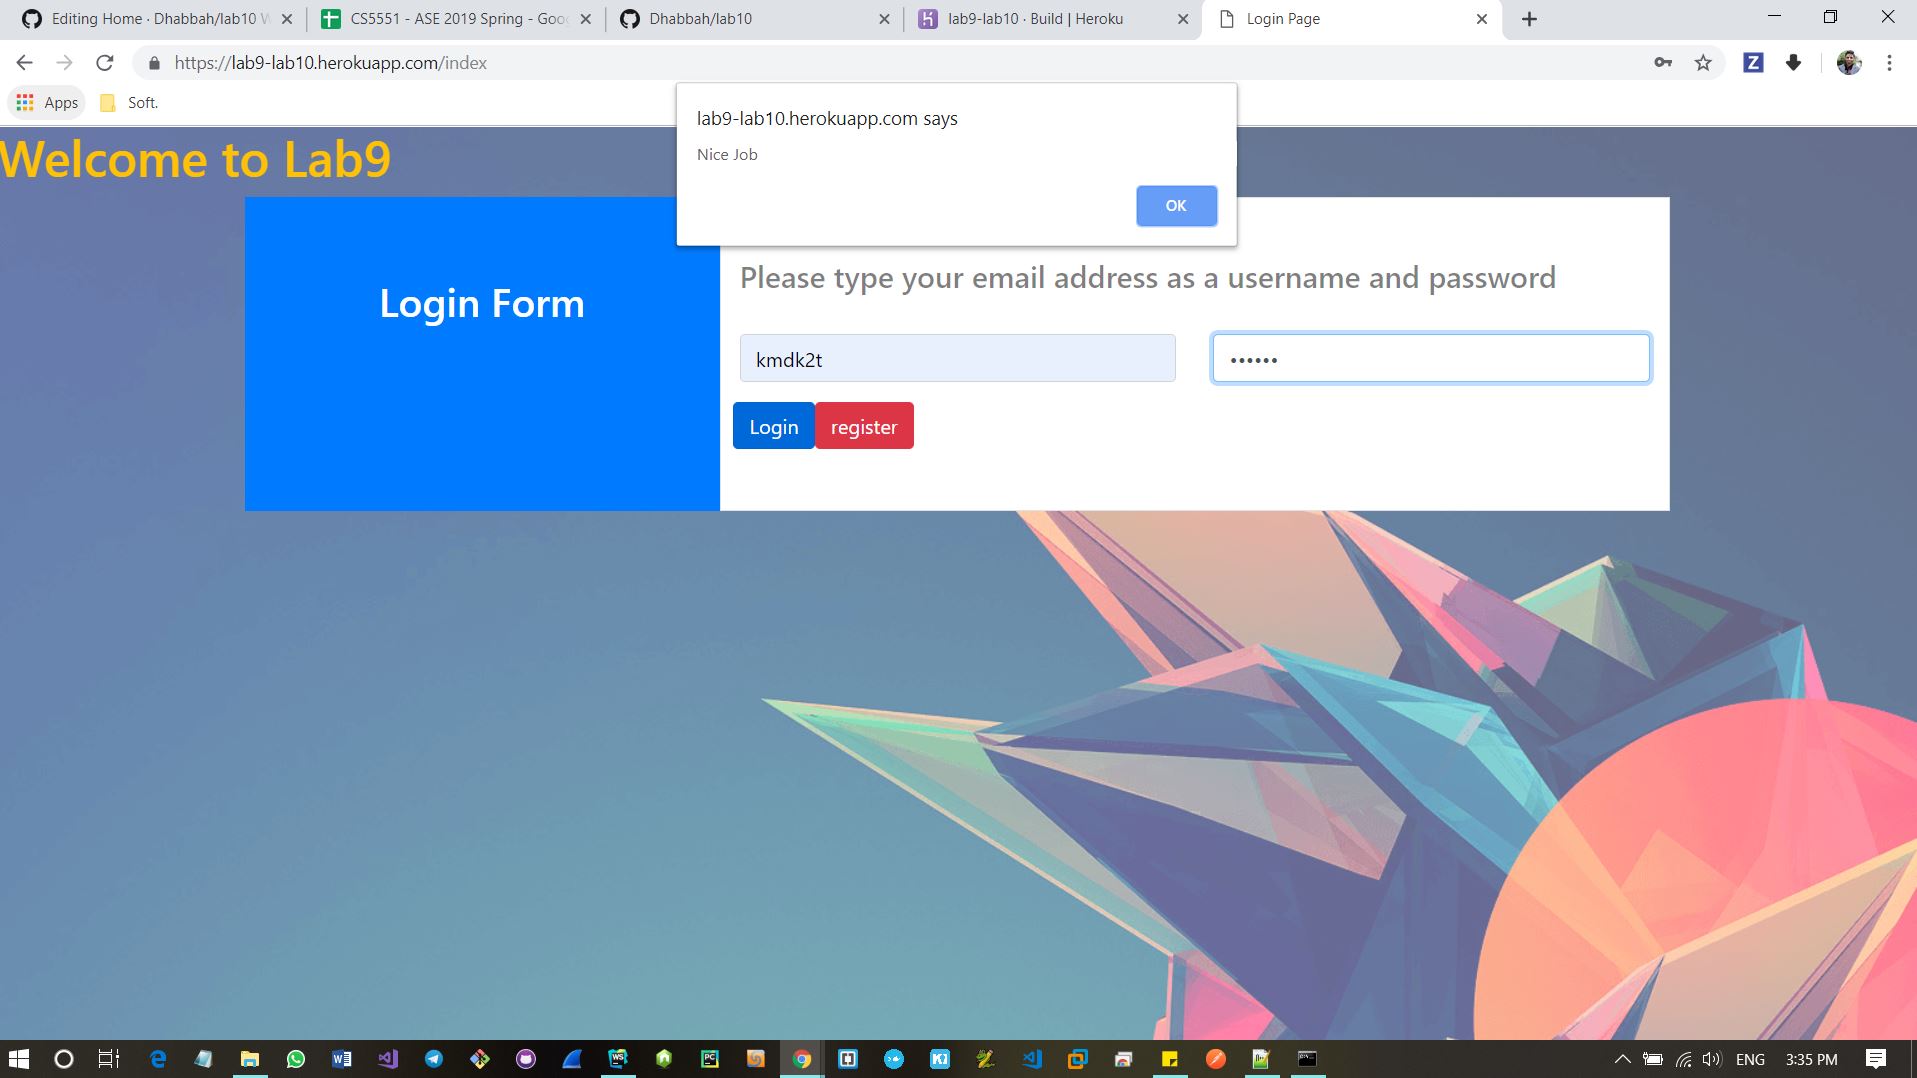 Editing Home · Dhabbah/lab10 W
CS5551 - ASE 2019 Spring - Goo
Dhabbah/lab10
lab9-lab10 · Build | Heroku
Login Page
https://lab9-lab10.herokuapp.com/index
Z
Apps
Soft.
lab9-lab10.herokuapp.com says
Nice Job
OK
Welcome to Lab9
Login Form
Please type your email address as a username and password
kmdk2t
••••••
Login
register
ENG
3:35 PM